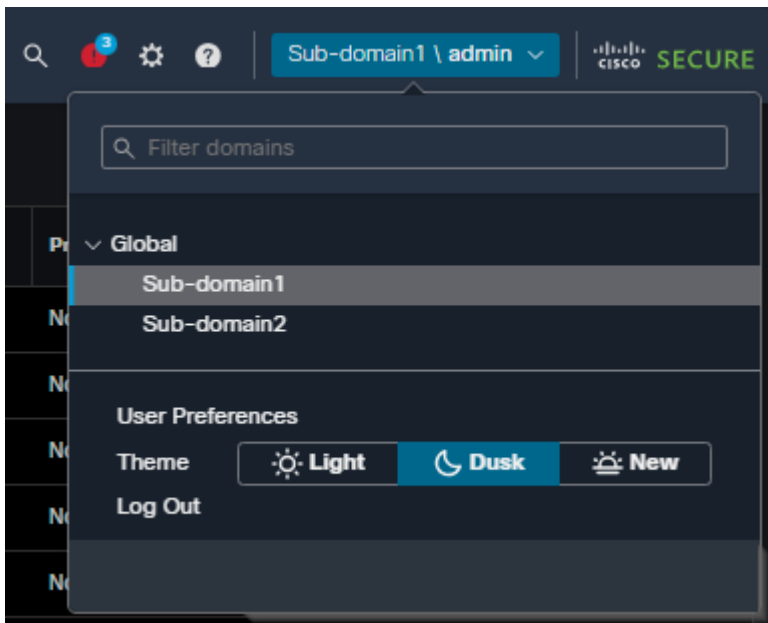 3
Sub-domain1 \ admin
cisco SECURE
Filter domains
Global
Sub-domain1
Sub-domain2
User Preferences
Theme Light Dusk New
Log Out